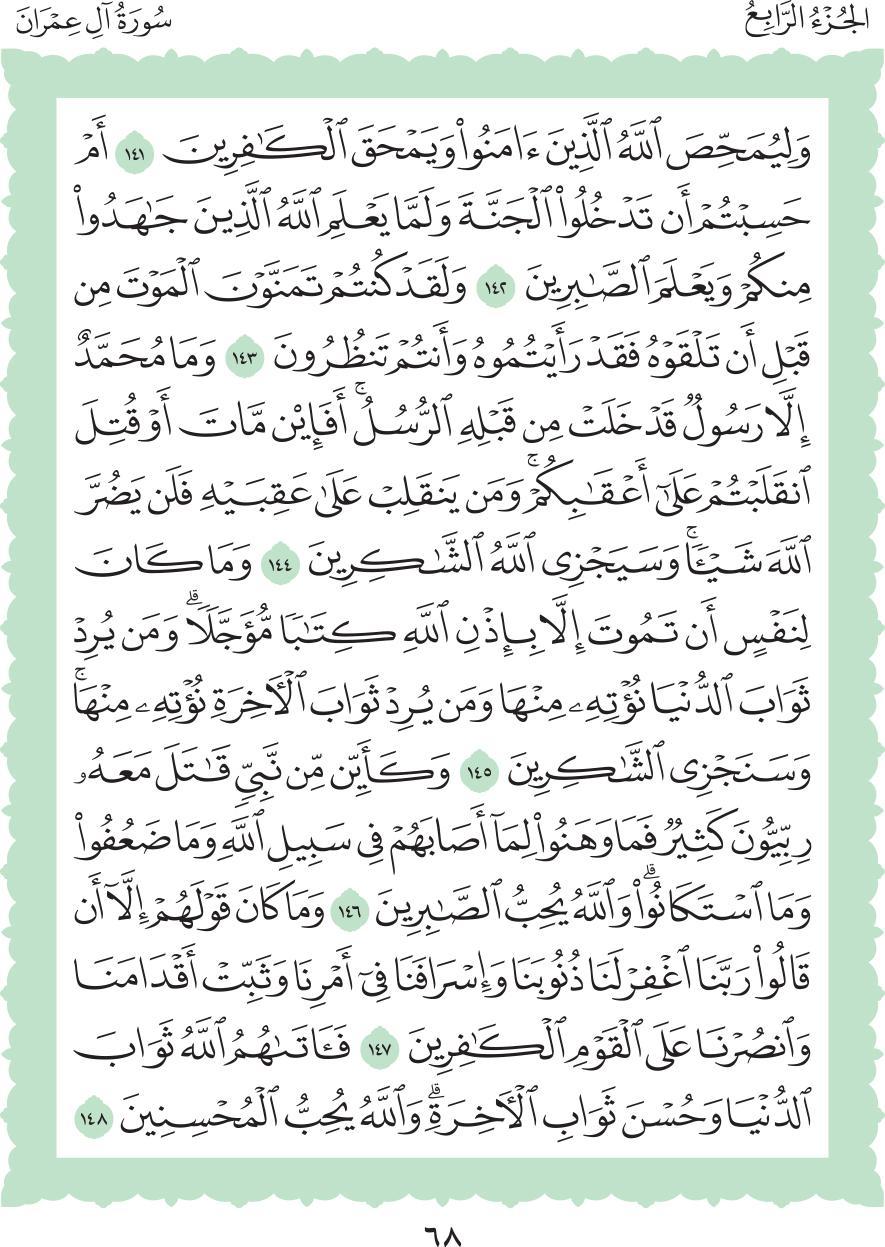 الجُزْءُ الرَّابِعُ
سُورَةُ آلِ عِمْرَانَ
وَلِيُمَحِّصَ ٱللَّهُ ٱلَّذِينَ ءَامَنُواْ وَيَمْحَقَ ٱلْكَٰفِرِينَ ١٤١ أَمْ
حَسِبْتُمْ أَن تَدْخُلُواْ ٱلْجَنَّةَ وَلَمَّا يَعْلَمِ ٱللَّهُ ٱلَّذِينَ جَٰهَدُواْ
مِنكُمْ وَيَعْلَمَ ٱلصَّٰبِرِينَ ١٤٢ وَلَقَدْ كُنتُمْ تَمَنَّوْنَ ٱلْمَوْتَ مِن
قَبْلِ أَن تَلْقَوْهُ فَقَدْ رَأَيْتُمُوهُ وَأَنتُمْ تَنظُرُونَ ١٤٣ وَمَا مُحَمَّدٌ
إِلَّا رَسُولٌ قَدْ خَلَتْ مِن قَبْلِهِ ٱلرُّسُلُۚ أَفَإِيْن مَّاتَ أَوْ قُتِلَ
ٱنقَلَبْتُمْ عَلَىٰٓ أَعْقَٰبِكُمْۚ وَمَن يَنقَلِبْ عَلَىٰ عَقِبَيْهِ فَلَن يَضُرَّ
ٱللَّهَ شَيْـًٔاۚ وَسَيَجْزِى ٱللَّهُ ٱلشَّٰكِرِينَ ١٤٤ وَمَا كَانَ
لِنَفْسٍ أَن تَمُوتَ إِلَّا بِإِذْنِ ٱللَّهِ كِتَٰبًا مُّؤَجَّلًاۗ وَمَن يُرِدْ
ثَوَابَ ٱلدُّنْيَا نُؤْتِهِۦ مِنْهَا وَمَن يُرِدْ ثَوَابَ ٱلْأَخِرَةِ نُؤْتِهِۦ مِنْهَاۚ
وَسَنَجْزِى ٱلشَّٰكِرِينَ ١٤٥ وَكَأَيِّن مِّن نَّبِىٍّ قَٰتَلَ مَعَهُۥ
رِبِّيُّونَ كَثِيرٌ فَمَا وَهَنُواْ لِمَآ أَصَابَهُمْ فِى سَبِيلِ ٱللَّهِ وَمَا ضَعُفُواْ
وَمَا ٱسْتَكَانُواْۗ وَٱللَّهُ يُحِبُّ ٱلصَّٰبِرِينَ ١٤٦ وَمَا كَانَ قَوْلَهُمْ إِلَّآ أَن
قَالُواْ رَبَّنَا ٱغْفِرْ لَنَا ذُنُوبَنَا وَإِسْرَافَنَا فِىٓ أَمْرِنَا وَثَبِّتْ أَقْدَامَنَا
وَٱنصُرْنَا عَلَى ٱلْقَوْمِ ٱلْكَٰفِرِينَ ١٤٧ فَـَٔاتَىٰهُمُ ٱللَّهُ ثَوَابَ
ٱلدُّنْيَا وَحُسْنَ ثَوَابِ ٱلْأَخِرَةِۗ وَٱللَّهُ يُحِبُّ ٱلْمُحْسِنِينَ ١٤٨
٦٨